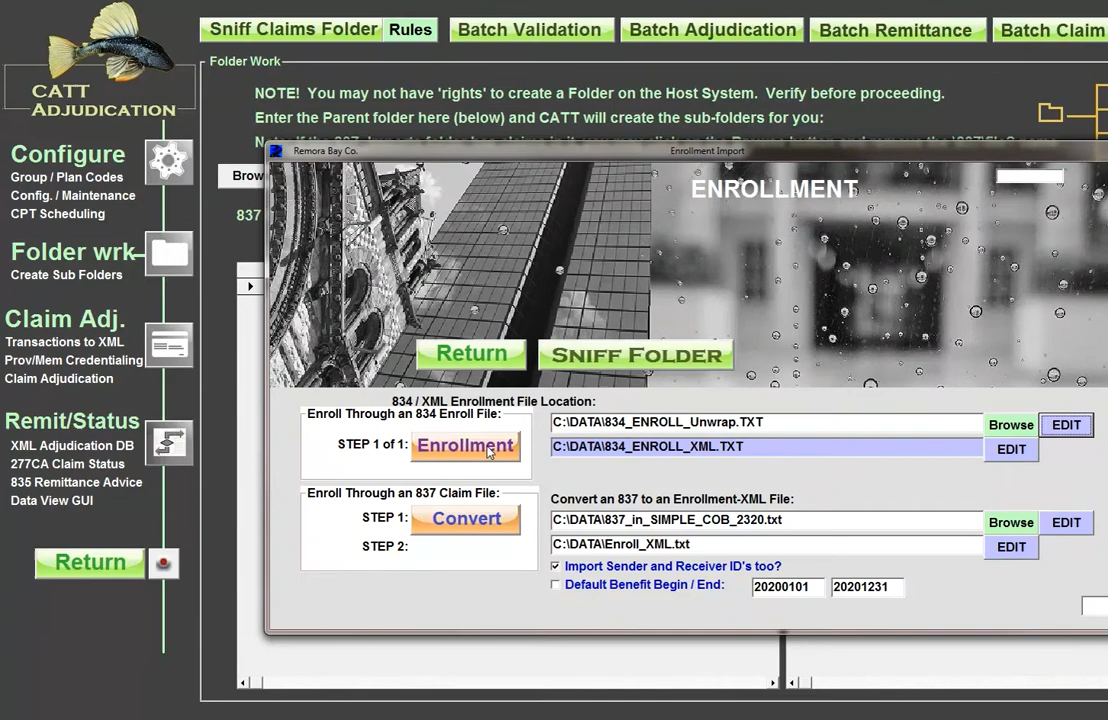 Sniff Claims Folder Rules Batch Validation Batch Adjudication Batch Remittance Batch Claim
CATT
ADJUDICATION
Configure
Group / Plan Codes
Config. / Maintenance
CPT Scheduling
Folder wrk
Create Sub Folders
Claim Adj.
Transactions to XML
Prov/Mem Credentialing
Claim Adjudication
Remit/Status
XML Adjudication DB
277CA Claim Status
835 Remittance Advice
Data View GUI
Return
Folder Work
NOTE! You may not have 'rights' to create a Folder on the Host System. Verify before proceeding.
Enter the Parent folder here (below) and CATT will create the sub-folders for you:
Brow
837
Remora Bay Co. Enrollment Import
ENROLLMENT
Return SNIFF FOLDER
834 / XML Enrollment File Location:
Enroll Through an 834 Enroll File:
STEP 1 of 1: Enrollment
C:\DATA\834_ENROLL_Unwrap.TXT Browse EDIT
C:\DATA\834_ENROLL_XML.TXT EDIT
Enroll Through an 837 Claim File:
STEP 1: Convert
STEP 2:
Convert an 837 to an Enrollment-XML File:
C:\DATA\837_in_SIMPLE_COB_2320.txt Browse EDIT
C:\DATA\Enroll_XML.txt EDIT
Import Sender and Receiver ID's too?
Default Benefit Begin / End: 20200101 20201231